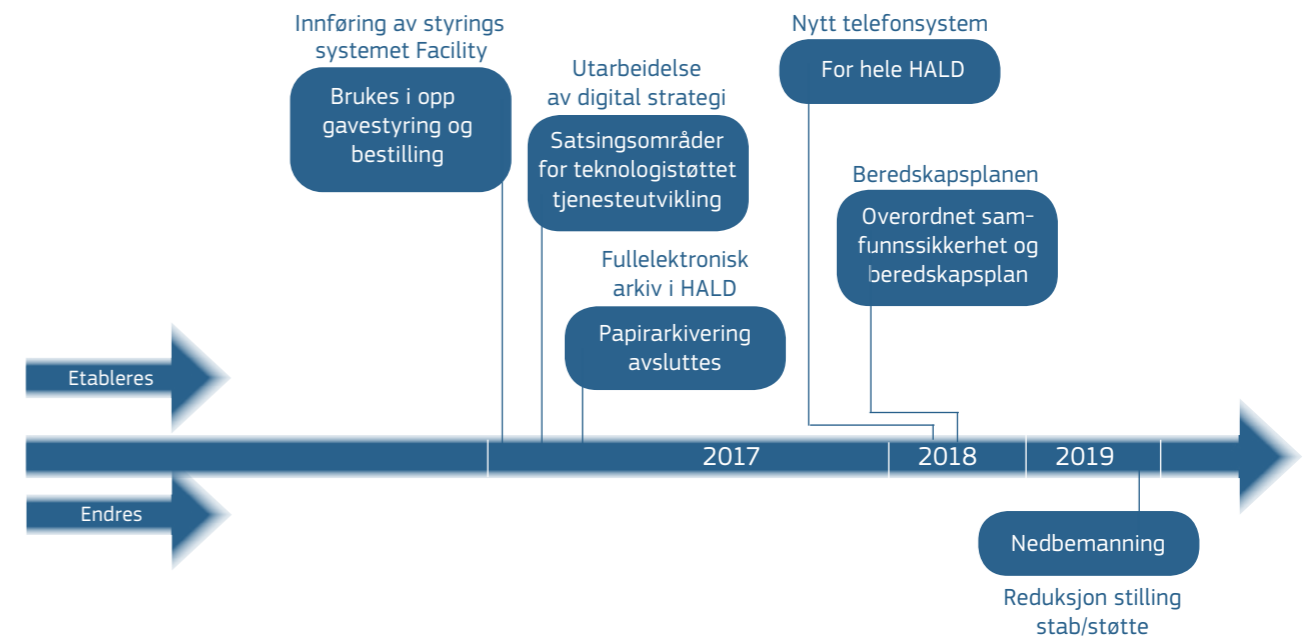 Innføring av styrings
systemet Facility
Brukes i opp
gavestyring og
bestilling
Utarbeidelse
av digital strategi
Satsingsområder
for teknologistøttet
tjenesteutvikling
Fullelektronisk
arkiv i HALD
Papirarkivering
avsluttes
Nytt telefonsystem
For hele HALD
Beredskapsplanen
Overordnet sam-
funnssikkerhet og
beredskapsplan
Etableres
2017
2018
2019
Endres
Nedbemanning
Reduksjon stilling
stab/støtte